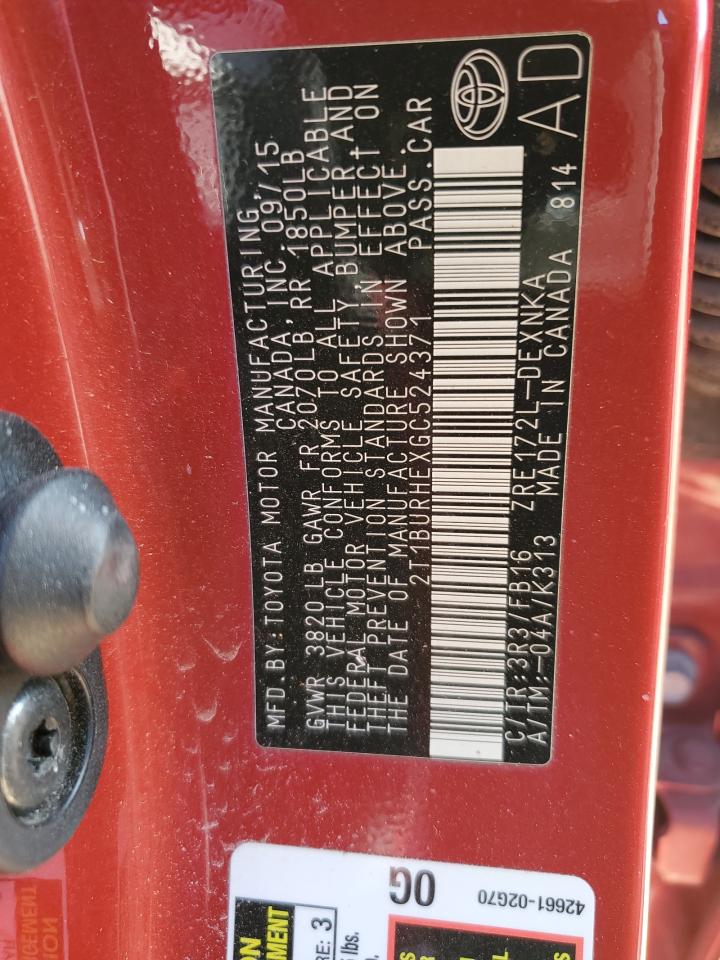 MFD.BY:TOYOTA MOTOR MANUFACTURING,
CANADA, INC.09/15
GVWR 3820LB GAWR FR 2070LB, RR 1850LB
THIS VEHICLE CONFORMS TO ALL APPLICABLE
FEDERAL MOTOR VEHICLE SAFETY, BUMPER,AND
THEFT PREVENTION STANDARDS IN EFFECT ON
THE DATE OF MANUFACTURE SHOWN ABOVE.
2T1BURHEXGC524371 PASS.CAR
C/TR:3R3/FB16 ZRE172L-DEXNKA
A/TM:-04A/K313 MADE IN CANADA 814
AD
0G
42661-02G70
3
lbs.